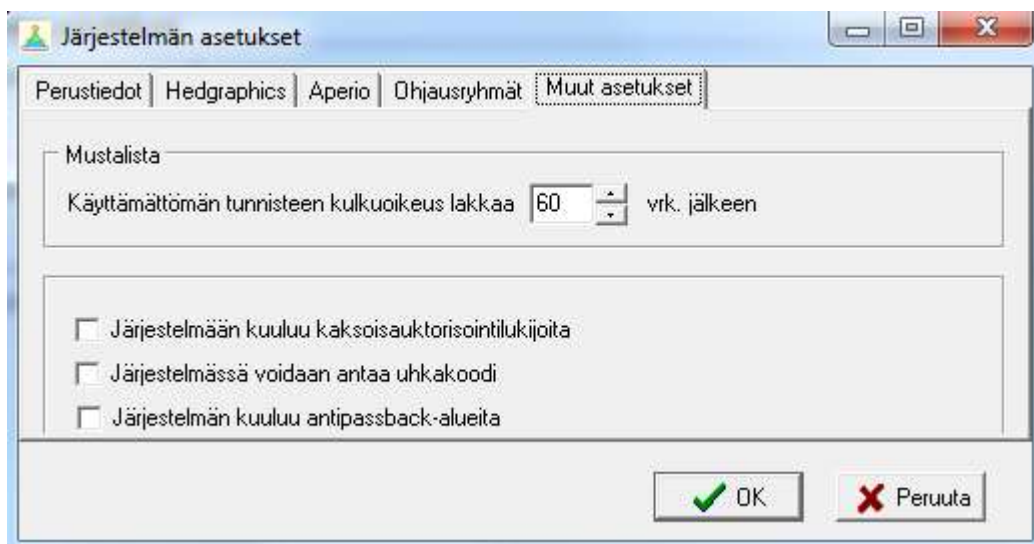 Järjestelmän asetukset
Perustiedot Hedgraphics Aperio Ohjausryhmät Muut asetukset
Mustalista
Käyttämättömän tunnisteen kulkuoikeus lakkaa 60 vrk. jälkeen
Järjestelmään kuuluu kaksoisauktorisointilukijoita
Järjestelmässä voidaan antaa uhkakoodi
Järjestelmän kuuluu antipassback-alueita
OK Peruuta